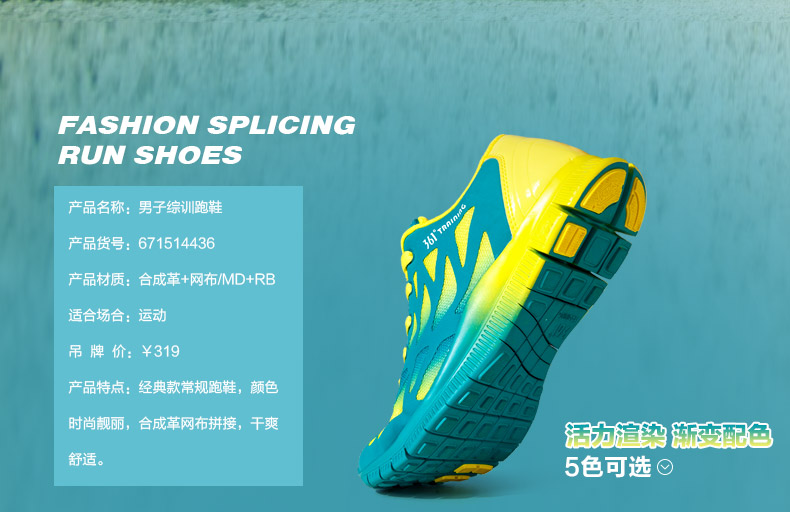 FASHION SPLICING
RUN SHOES
产品名称：男子综训跑鞋
产品货号：671514436
产品材质：合成革+网布/MD+RB
适合场合：运动
吊 牌 价：￥319
产品特点：经典款常规跑鞋，颜色
时尚靓丽，合成革网布拼接，干爽
舒适。
361° TRAINING
活力渲染 渐变配色
5色可选